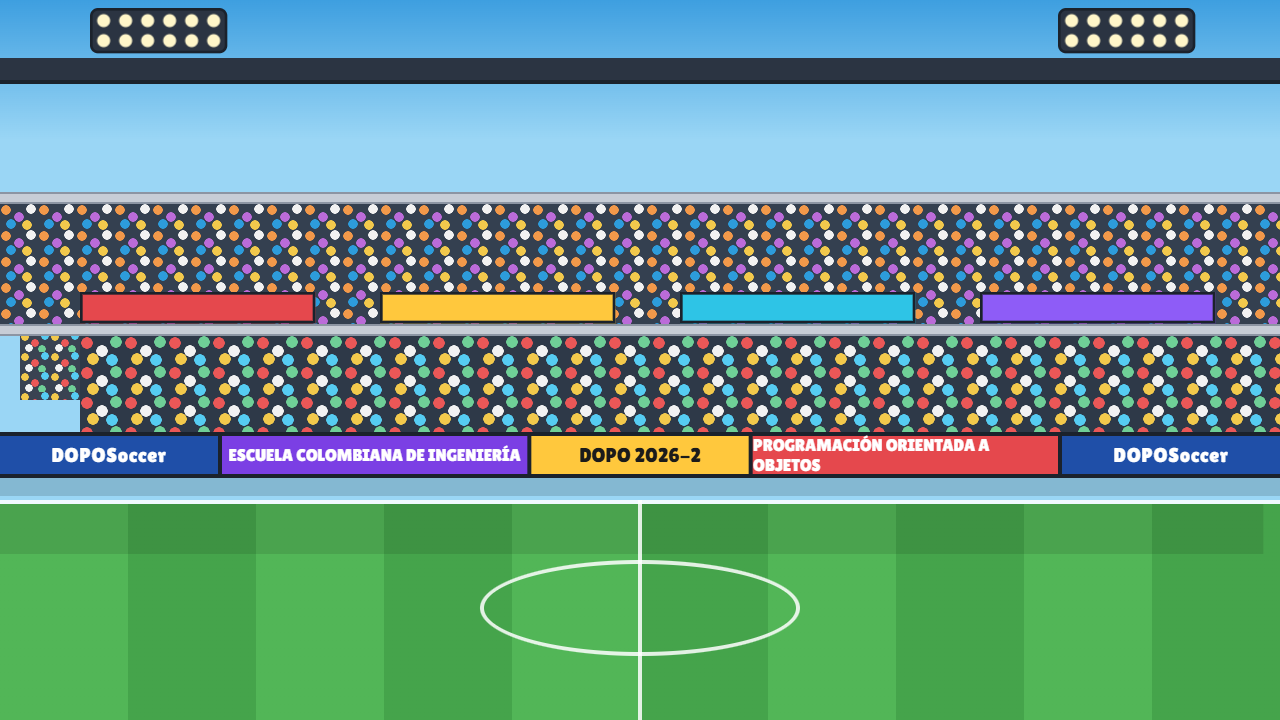 DOPOSoccer
ESCUELA COLOMBIANA DE INGENIERÍA
DOPO 2026–2
PROGRAMACIÓN ORIENTADA A
OBJETOS
DOPOSoccer